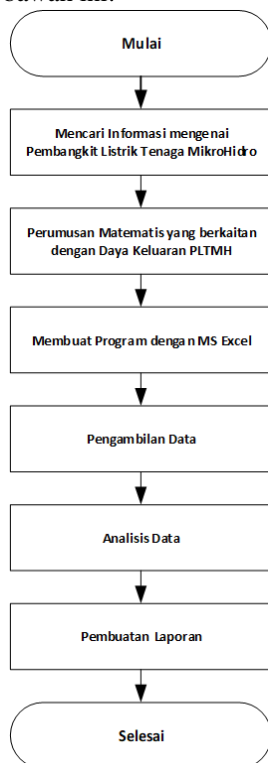 Mulai
Mencari Informasi mengenai
Pembangkit Listrik Tenaga MikroHidro
Perumusan Matematis yang berkaitan
dengan Daya Keluaran PLTMH
Membuat Program dengan MS Excel
Pengambilan Data
Analisis Data
Pembuatan Laporan
Selesai